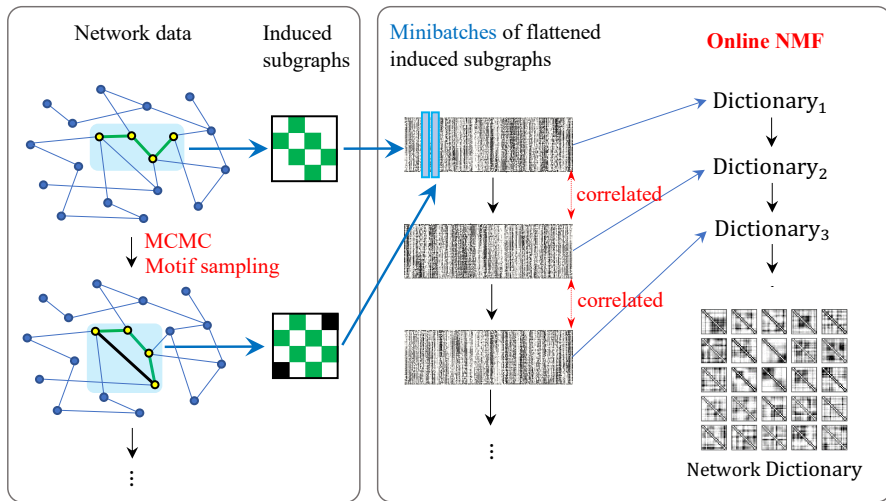 Network data
Induced
subgraphs
MCMC
Motif sampling
⋮
Minibatches of flattened
induced subgraphs
correlated
correlated
⋮
Online NMF
Dictionary₁
Dictionary₂
Dictionary₃
Network Dictionary